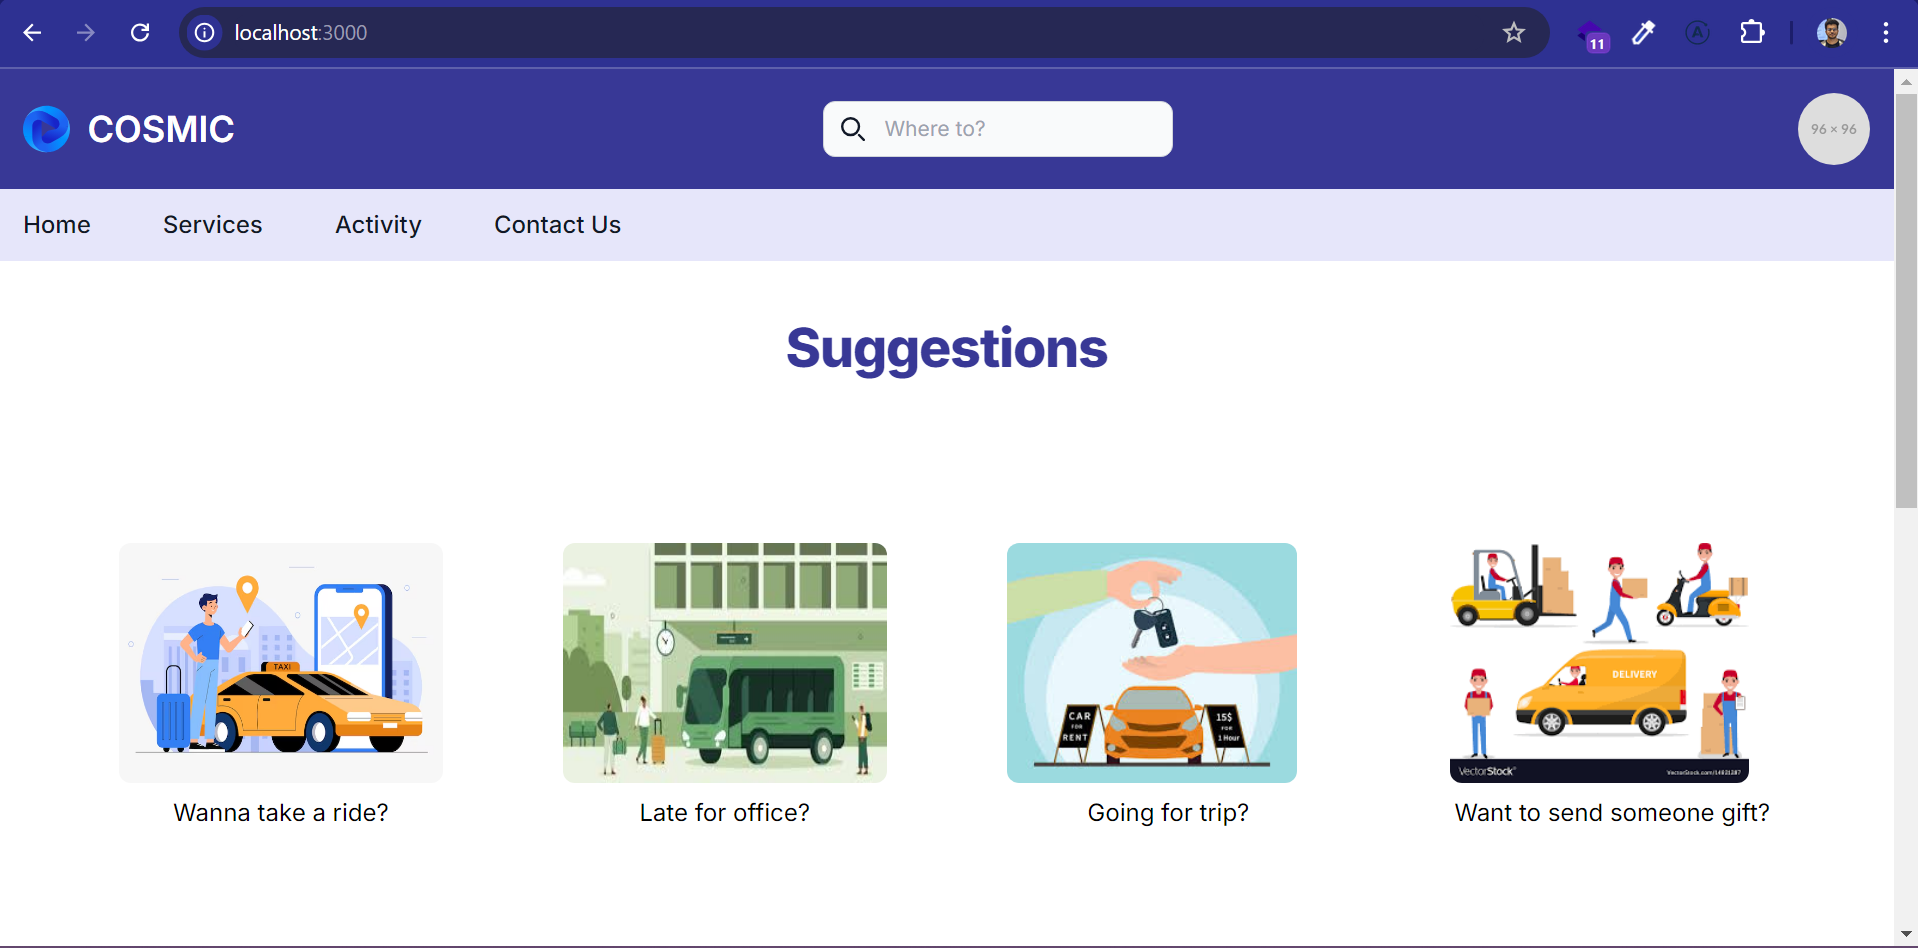 localhost:3000
11
A
COSMIC
Where to?
96 × 96
Home Services Activity Contact Us
Suggestions
TAXI
CAR
FOR
RENT
15$
FOR
1 Hour
DELIVERY
VectorStock®
VectorStock.com/14831387
Wanna take a ride?
Late for office?
Going for trip?
Want to send someone gift?